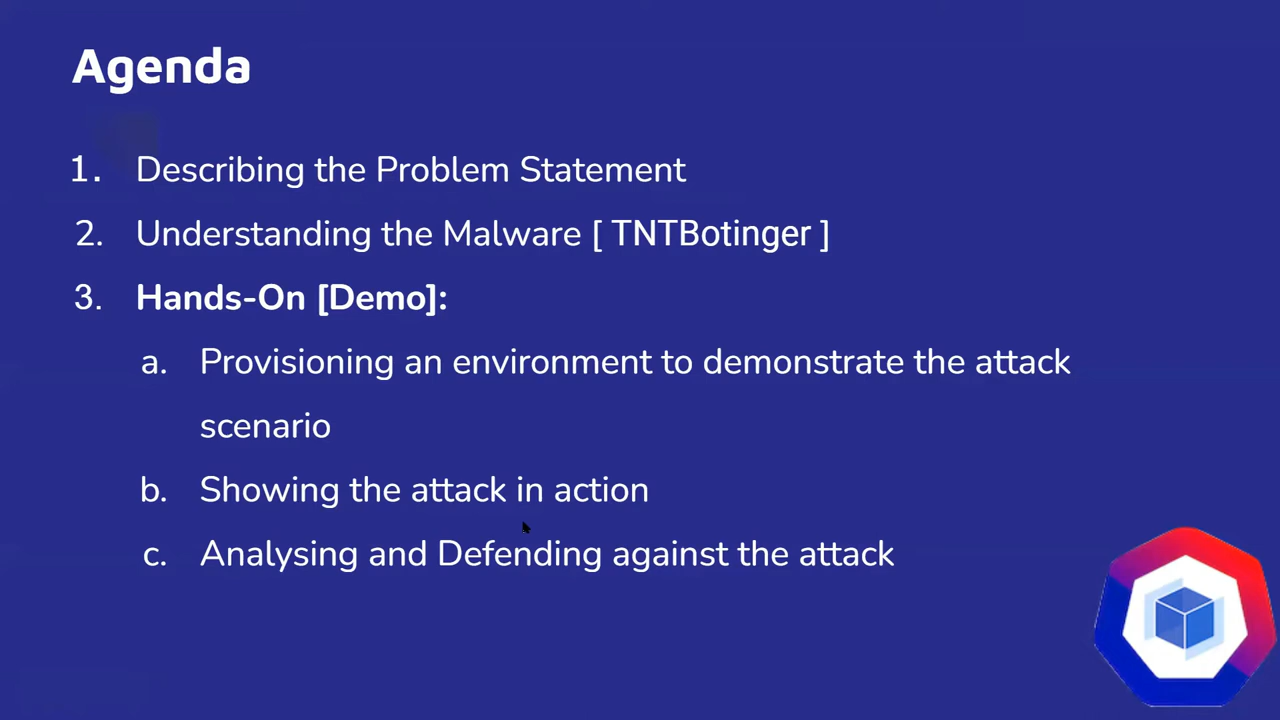 Agenda
1. Describing the Problem Statement
2. Understanding the Malware [ TNTBotinger ]
3. Hands-On [Demo]:
a. Provisioning an environment to demonstrate the attack
scenario
b. Showing the attack in action
c. Analysing and Defending against the attack